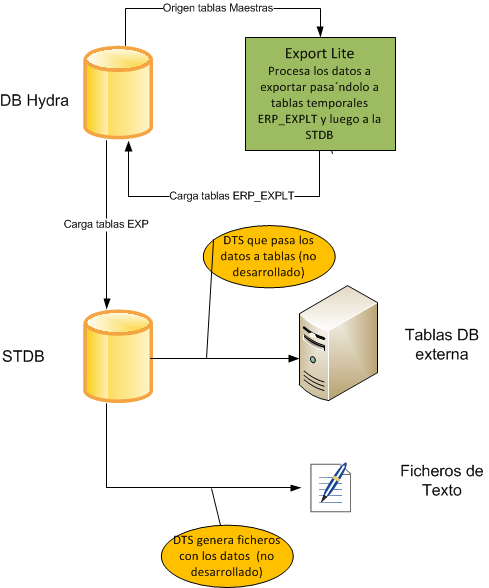 Origen tablas Maestras
Export Lite
Procesa los datos a
exportar pasa´ndolo a
tablas temporales
ERP_EXPLT y luego a la
STDB
DB Hydra
Carga tablas ERP_EXPLT
Carga tablas EXP
DTS que pasa los
datos a tablas (no
desarrollado)
STDB
Tablas DB
externa
Ficheros de
Texto
DTS genera ficheros
con los datos  (no
desarrollado)